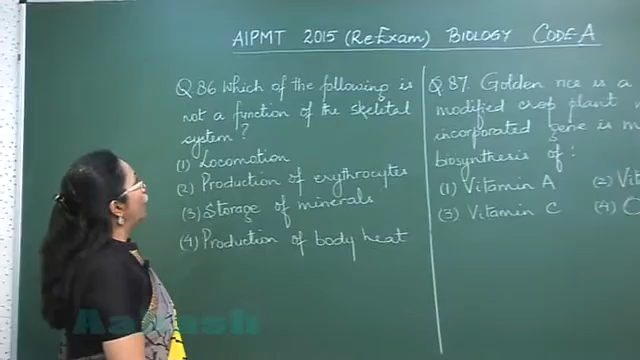 AIPMT 2015 (Re-Exam) BIOLOGY CODE-A
Q.86 Which of the following is
not a function of the skeletal
system?
(1) Locomotion
(2) Production of erythrocytes
(3) Storage of minerals
(4) Production of body heat
Q.87. Golden rice is a
modified crop plant
incorporated gene is
biosynthesis of :
(1) Vitamin A (2)
(3) Vitamin C (4)
Aakash